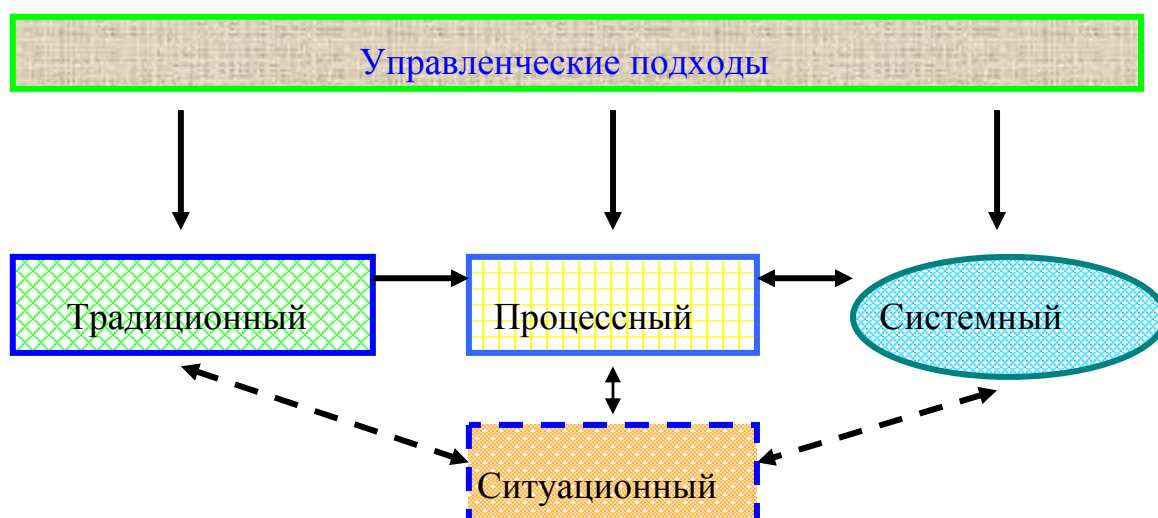 Управленческие подходы
Традиционный
Процессный
Системный
Ситуационный